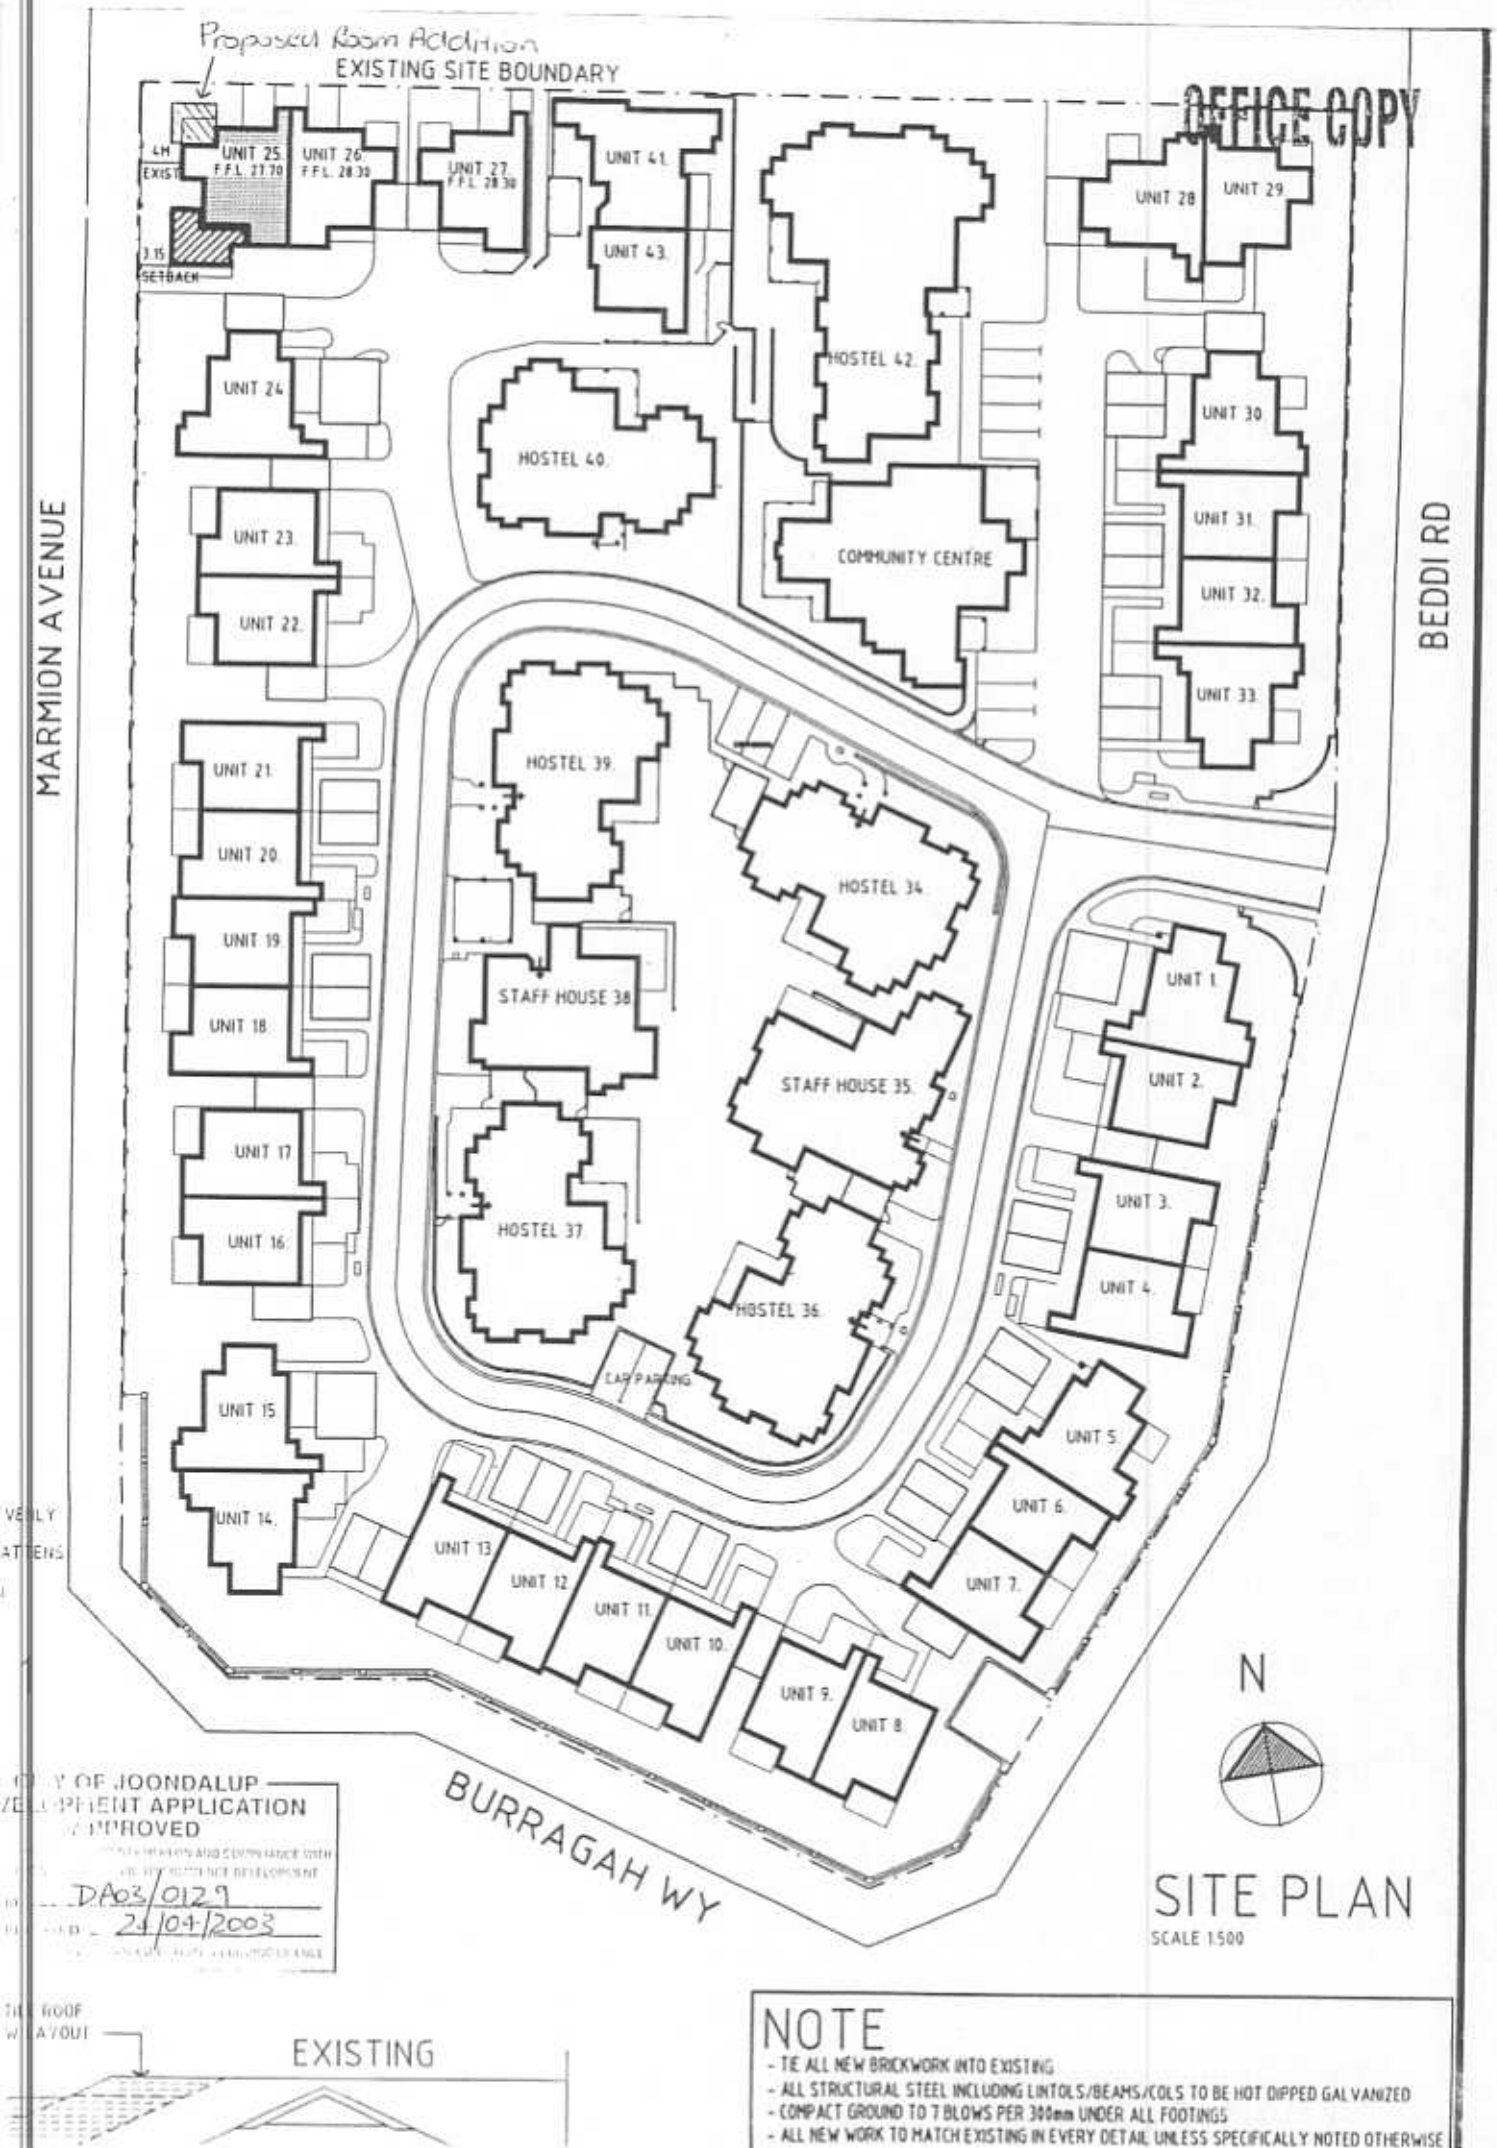 Proposed Room Addition
EXISTING SITE BOUNDARY
OFFICE COPY
4M
EXIST
UNIT 25.
F.F.L. 27.70
UNIT 26.
F.F.L. 28.30
UNIT 27.
F.F.L. 28.30
UNIT 41.
UNIT 28
UNIT 29
3.15
SETBACK
UNIT 43.
UNIT 24
HOSTEL 42.
UNIT 30.
HOSTEL 40.
MARMION AVENUE
BEDDI RD
UNIT 23.
COMMUNITY CENTRE
UNIT 31.
UNIT 22.
UNIT 32.
UNIT 33.
UNIT 21.
HOSTEL 39.
UNIT 20.
HOSTEL 34.
UNIT 19.
UNIT 1.
UNIT 18.
STAFF HOUSE 38
STAFF HOUSE 35.
UNIT 2.
UNIT 17
UNIT 3.
UNIT 16.
HOSTEL 37
HOSTEL 36.
UNIT 4.
CAR PARKING
UNIT 15
UNIT 5.
UNIT 14.
UNIT 6.
UNIT 13
UNIT 12.
UNIT 7.
UNIT 11.
UNIT 10.
UNIT 9.
UNIT 8
N
BURRAGAH WY
SITE PLAN
SCALE 1:500
CITY OF JOONDALUP
DEVELOPMENT APPLICATION
APPROVED
DA03/0129
24/04/2003
ROOF
EXISTING
NOTE
- TIE ALL NEW BRICKWORK INTO EXISTING
- ALL STRUCTURAL STEEL INCLUDING LINTOLS/BEAMS/COLS TO BE HOT DIPPED GALVANIZED
- COMPACT GROUND TO 7 BLOWS PER 300mm UNDER ALL FOOTINGS
- ALL NEW WORK TO MATCH EXISTING IN EVERY DETAIL UNLESS SPECIFICALLY NOTED OTHERWISE